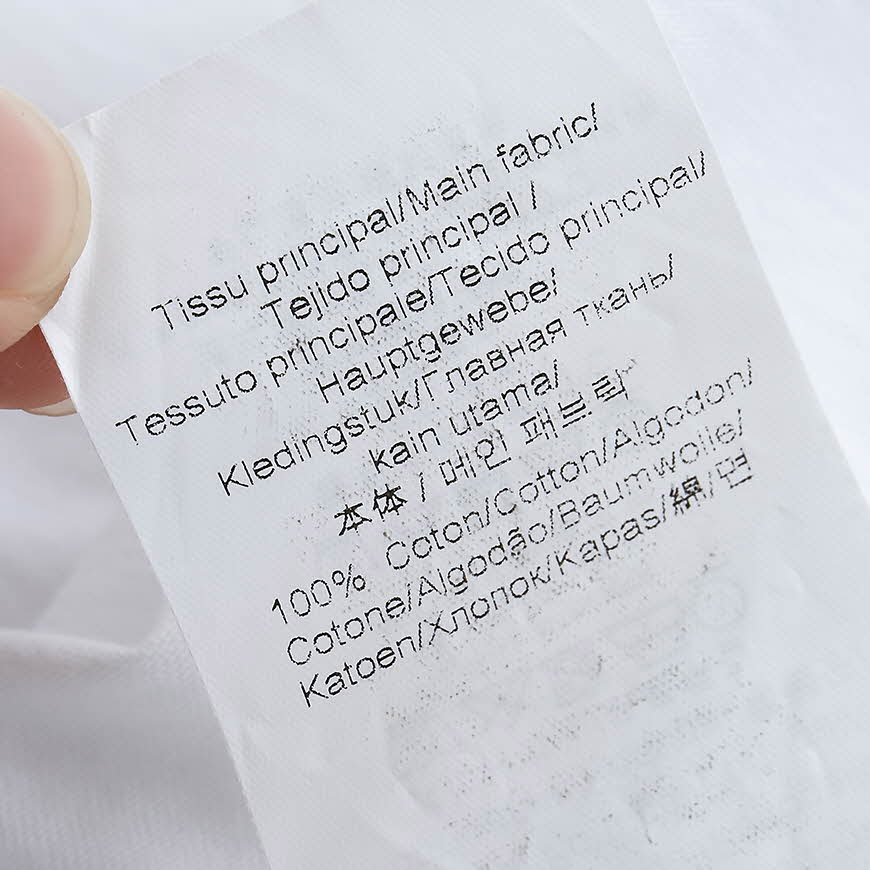 Tissu principal/Main fabric/
Tejido principal /
Tessuto principale/Tecido principal/
Hauptgewebe/
Kledingstuk/Главная ткань/
kain utama/
本体 / 메인 패브릭
100% Coton/Cotton/Algodon/
Cotone/Algodão/Baumwolle/
Katoen/Хлопок/Kapas/綿/면